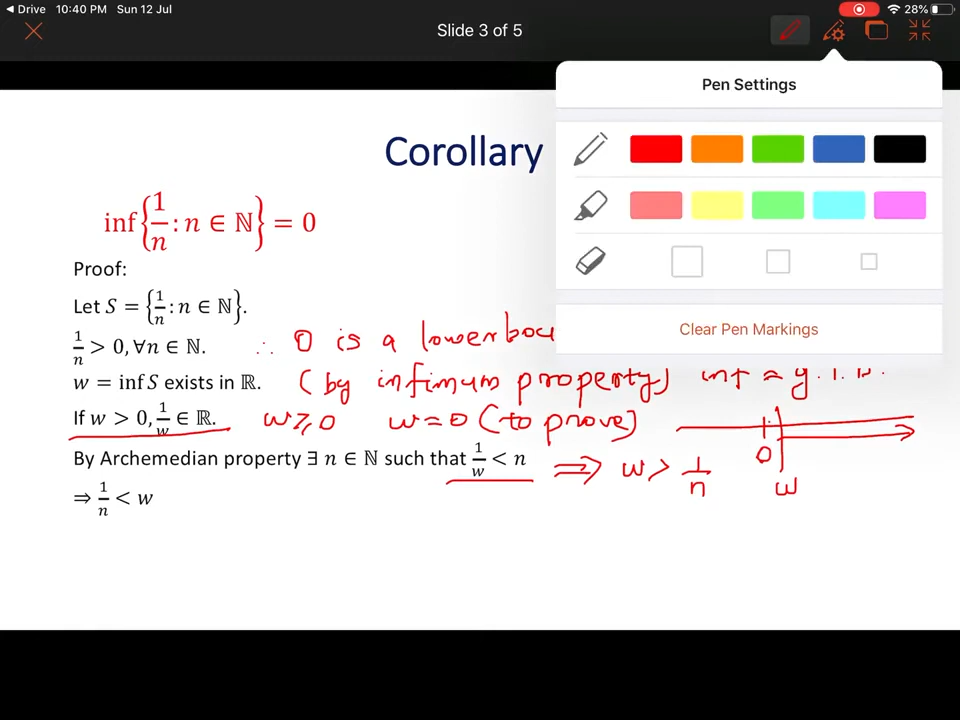 Drive 10:40 PM Sun 12 Jul 28%
Slide 3 of 5
Pen Settings
Clear Pen Markings
Corollary
inf{1/n : n ∈ ℕ} = 0
Proof:
Let S = {1/n : n ∈ ℕ}.
1/n > 0, ∀n ∈ ℕ. ∴ 0 is a lowerbou
w = inf S exists in ℝ. (by infimum property) inf = g.l.b.
If w > 0, 1/w ∈ ℝ. w ≥ 0 w = 0 (to prove)
0
w
By Archemedian property ∃ n ∈ ℕ such that 1/w < n ⟹ w > 1/n
⇒ 1/n < w